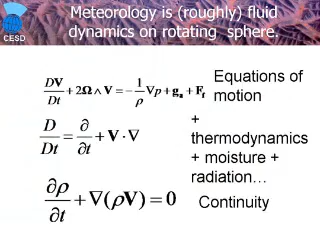 CESD
Meteorology is (roughly) fluid
dynamics on rotating sphere.
DV/Dt + 2Ω ∧ V = −(1/ρ)∇p + gₐ + F_f
Equations of
motion
D/Dt = ∂/∂t + V·∇
+
thermodynamics
+ moisture +
radiation…
∂ρ/∂t + ∇(ρV) = 0
Continuity